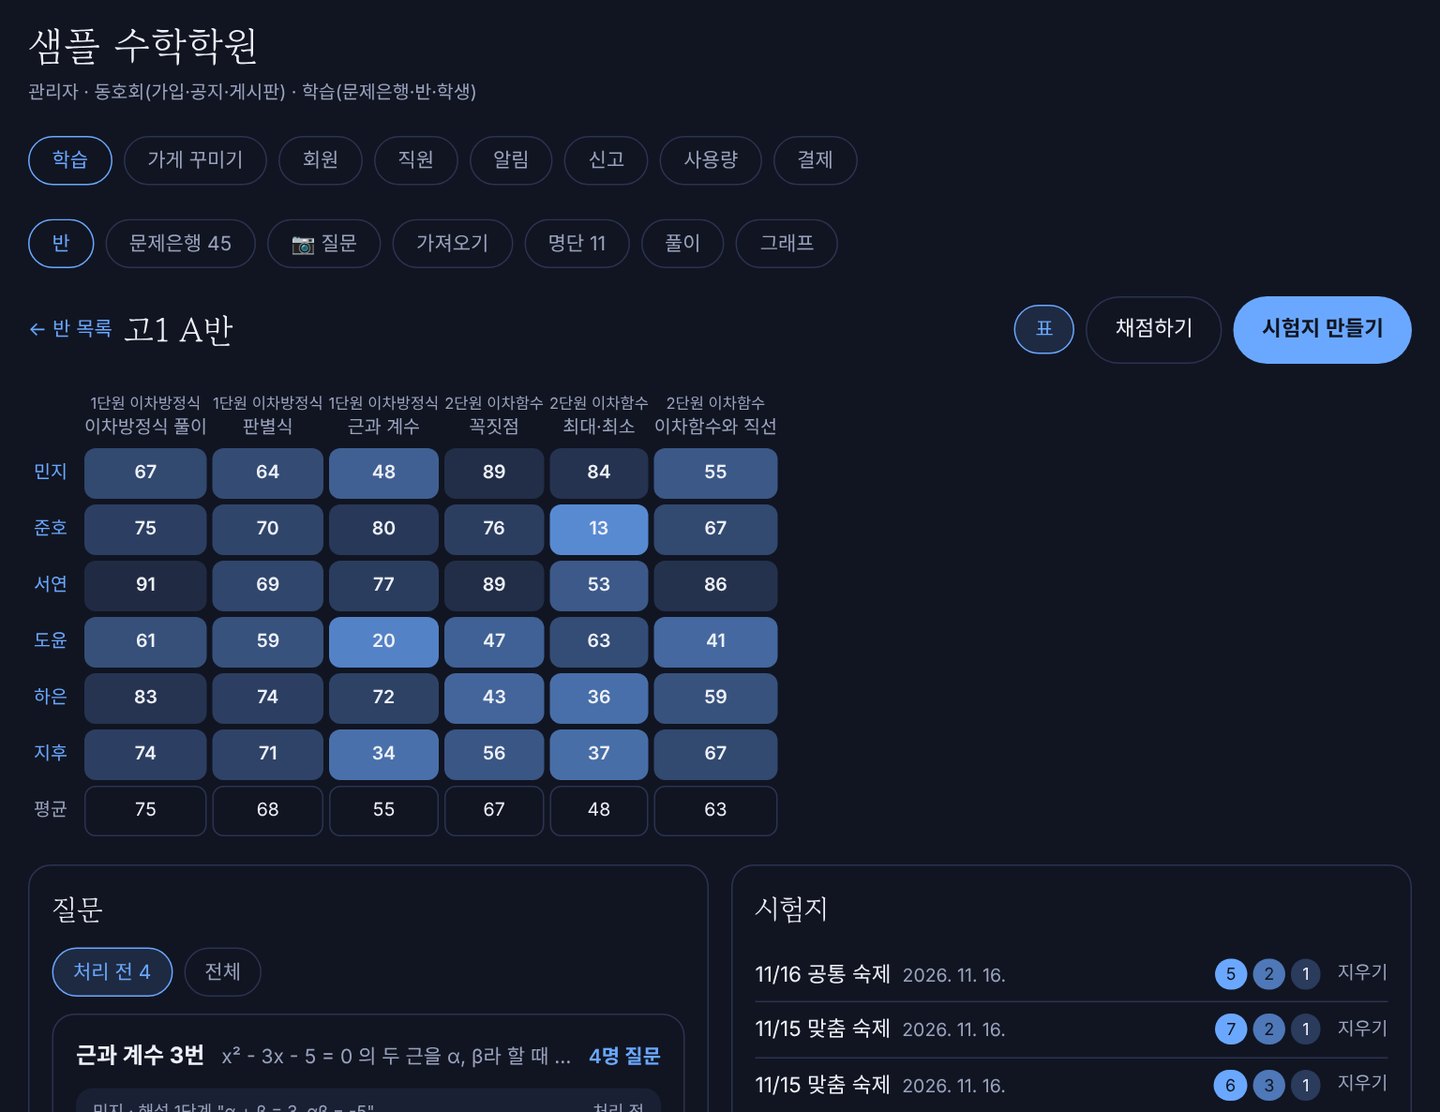 샘플 수학학원
관리자 · 동호회(가입·공지·게시판) · 학습(문제은행·반·학생)
학습 가게 꾸미기 회원 직원 알림 신고 사용량 결제
반 문제은행 45 📷 질문 가져오기 명단 11 풀이 그래프
← 반 목록 고1 A반 표 채점하기 시험지 만들기
1단원 이차방정식 1단원 이차방정식 1단원 이차방정식 2단원 이차함수 2단원 이차함수 2단원 이차함수
이차방정식 풀이 판별식 근과 계수 꼭짓점 최대·최소 이차함수와 직선
민지 67 64 48 89 84 55
준호 75 70 80 76 13 67
서연 91 69 77 89 53 86
도윤 61 59 20 47 63 41
하은 83 74 72 43 36 59
지후 74 71 34 56 37 67
평균 75 68 55 67 48 63
질문
처리 전 4 전체
근과 계수 3번 x² - 3x - 5 = 0 의 두 근을 α, β라 할 때 ... 4명 질문
민지 · 해설 1단계 "α + β = 3, αβ = -5" 처리 전
시험지
11/16 공통 숙제 2026. 11. 16. 5 2 1 지우기
11/15 맞춤 숙제 2026. 11. 16. 7 2 1 지우기
11/15 맞춤 숙제 2026. 11. 16. 6 3 1 지우기